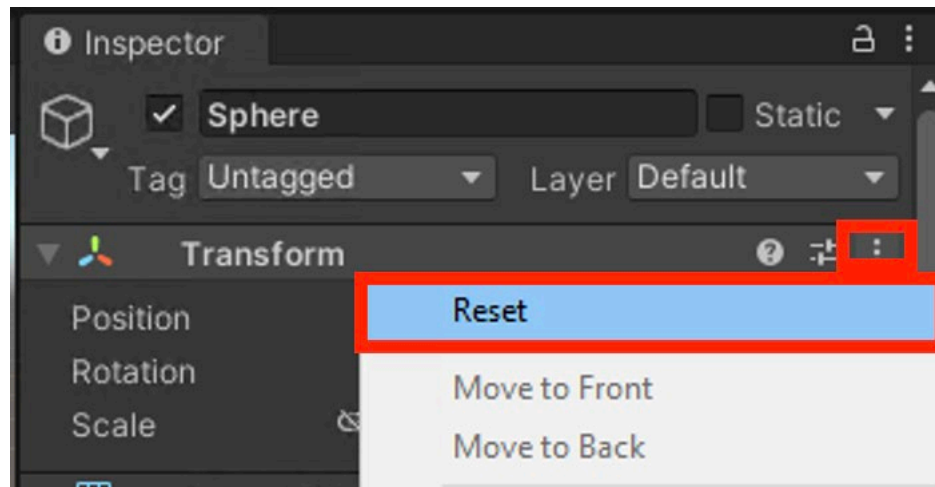 Inspector
Sphere Static
Tag Untagged Layer Default
Transform
Position
Reset
Rotation
Move to Front
Scale
Move to Back